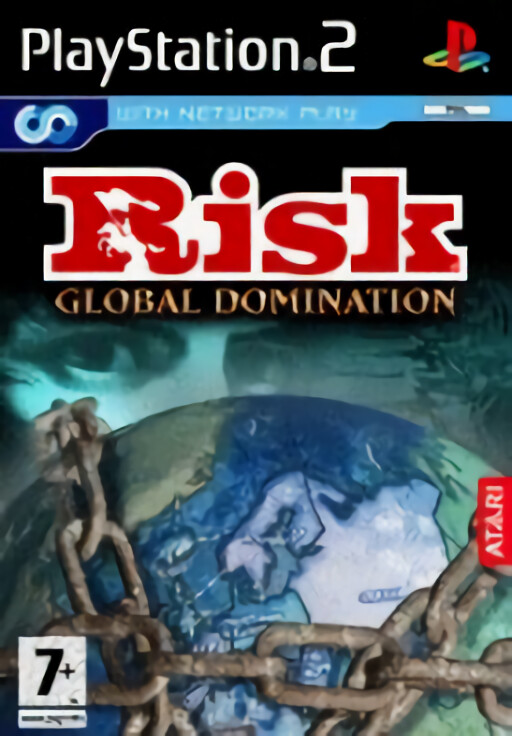 PlayStation.2
WITH NETWORK PLAY
Risk
GLOBAL DOMINATION
ATARI
7+